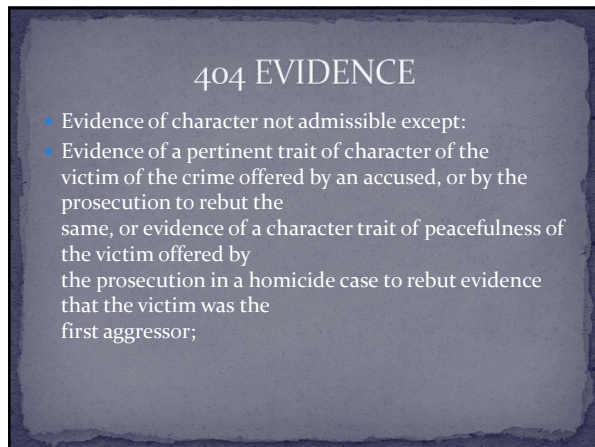 404 EVIDENCE
Evidence of character not admissible except:
Evidence of a pertinent trait of character of the
victim of the crime offered by an accused, or by the
prosecution to rebut the
same, or evidence of a character trait of peacefulness of
the victim offered by
the prosecution in a homicide case to rebut evidence
that the victim was the
first aggressor;